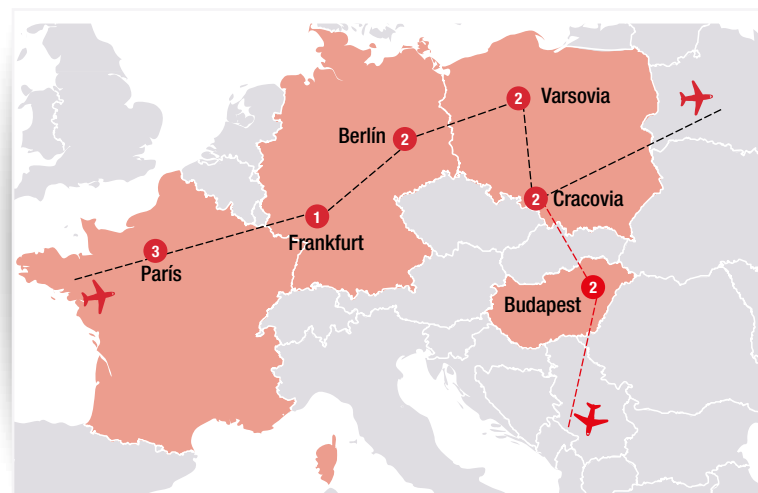 2
Varsovia
Berlín
2
2
Cracovia
1
Frankfurt
3
París
2
Budapest